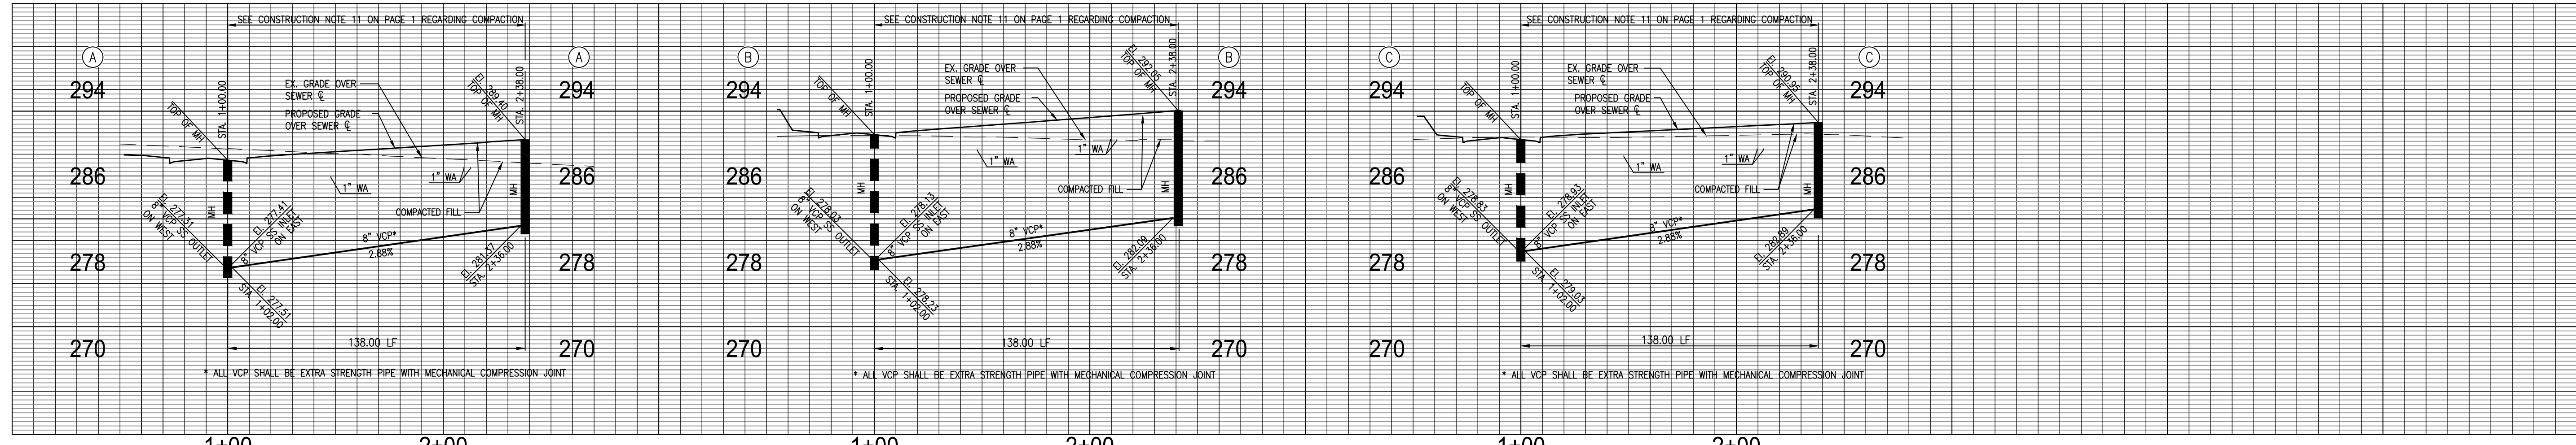 SEE CONSTRUCTION NOTE 11 ON PAGE 1 REGARDING COMPACTION
A
A
294
294
STA. 1+00.00
TOP OF MH
EX. GRADE OVER
SEWER ℄
PROPOSED GRADE
OVER SEWER ℄
EL. 289.40
TOP OF MH
STA. 2+38.00
286
286
1" WA
1" WA
MH
MH
COMPACTED FILL
EL. 277.31
8" VCP SS OUTLET
ON WEST
EL. 277.41
8" VCP SS INLET
ON EAST
8" VCP*
2.88%
278
278
EL. 281.37
STA. 2+36.00
EL. 277.51
STA. 1+02.00
270
270
138.00 LF
* ALL VCP SHALL BE EXTRA STRENGTH PIPE WITH MECHANICAL COMPRESSION JOINT
1+00
2+00
SEE CONSTRUCTION NOTE 11 ON PAGE 1 REGARDING COMPACTION
B
B
294
294
STA. 1+00.00
TOP OF MH
EX. GRADE OVER
SEWER ℄
PROPOSED GRADE
OVER SEWER ℄
EL. 292.05
TOP OF MH
STA. 2+38.00
286
286
1" WA
1" WA
MH
MH
COMPACTED FILL
EL. 278.03
8" VCP SS OUTLET
ON WEST
EL. 278.13
8" VCP SS INLET
ON EAST
8" VCP*
2.88%
278
278
EL. 282.09
STA. 2+36.00
EL. 278.23
STA. 1+02.00
270
270
138.00 LF
* ALL VCP SHALL BE EXTRA STRENGTH PIPE WITH MECHANICAL COMPRESSION JOINT
1+00
2+00
SEE CONSTRUCTION NOTE 11 ON PAGE 1 REGARDING COMPACTION
C
C
294
294
STA. 1+00.00
TOP OF MH
EX. GRADE OVER
SEWER ℄
PROPOSED GRADE
OVER SEWER ℄
EL. 290.95
TOP OF MH
STA. 2+38.00
286
286
1" WA
1" WA
MH
MH
COMPACTED FILL
EL. 278.83
8" VCP SS OUTLET
ON WEST
EL. 278.93
8" VCP SS INLET
ON EAST
8" VCP*
2.88%
278
278
EL. 282.89
STA. 2+36.00
EL. 279.03
STA. 1+02.00
270
270
138.00 LF
* ALL VCP SHALL BE EXTRA STRENGTH PIPE WITH MECHANICAL COMPRESSION JOINT
1+00
2+00